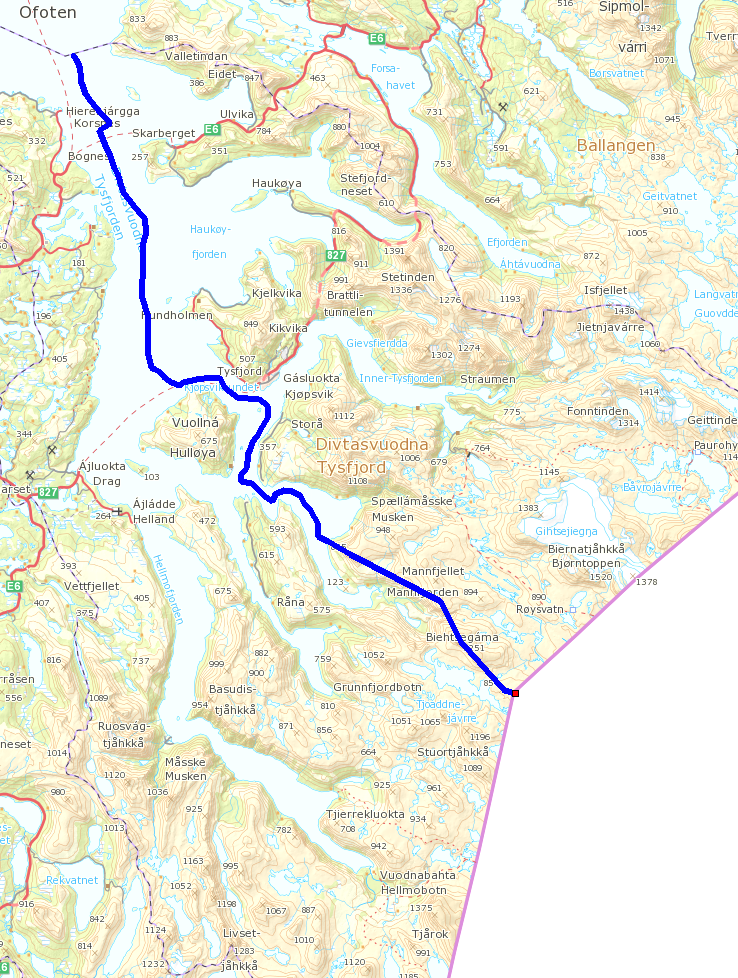 Ofoten
833
883
Valletindan
Eidet
847
386
E6
Forsa-
havet
463
516
Sipmol-
várri
1342
1071
Tverr
Borsvatnet
621
591
Ballangen
945
838
Korsnes
Ulvika
E6
784
Skarberget
351
257
332
521
880
1004
731
753
664
Stefjord-
neset
610
Haukøya
Geitvatnet
910
1005
Tysfjorden
Haukøy-
fjorden
816
827
1391
911
991
820
Stetinden
1336
Efjorden
Áhtávuodna
872
Isfjellet
181
196
405
Kjelkvika
849
Kikvika
507
Brattli-
tunnelen
1276
1193
1438
Jietnjavárre
1060
Langvatn
Guovdde
Gievsfierdda
1302
1274
Inner-Tysfjorden
Straumen
Tysfjord
Gásluokta
Kjøpsvik
775
Fonntinden
1314
1414
Geittinde
Paurohy
Vuollná
675
Hulløya
Storå
1112
357
Divtasvuodna
Tysfjord
1006
679
764
1108
1145
344
Ájluokta
Drag
103
827
264
Ájládde
Helland
472
Spællámåsske
Musken
948
1383
Bávrojávrre
Gihtsejiegŋa
Biernatjåhkkå
Bjørntoppen
1520
1378
593
615
Hellmofjorden
393
E6
Vettfjellet
407
375
405
675
123
Mannfjellet
894
890
Røysvatn.
Råna
575
816
737
999
882
900
759
1052
Biehtsegáma
Grunnfjordbotn
556
1089
954
Basudis-
tjåhkkå
810
871
856
Tjoaddne-
jávrre
1051
1065
1196
Ruosvág-
tjåhkkå
1014
1120
Måsske
Musken
1036
664
Stuortjåhkkå
1089
925
961
980
1013
925
782
Tjierrekluokta
708
934
942
1163
995
1052
Rekvatnet
916
842
814
1198
1067
887
1010
Vuodnabahta
Hellmobotn
1375
Tjårok
991
1124
1232
Livset-
jåhkkå
1283
1120
1185